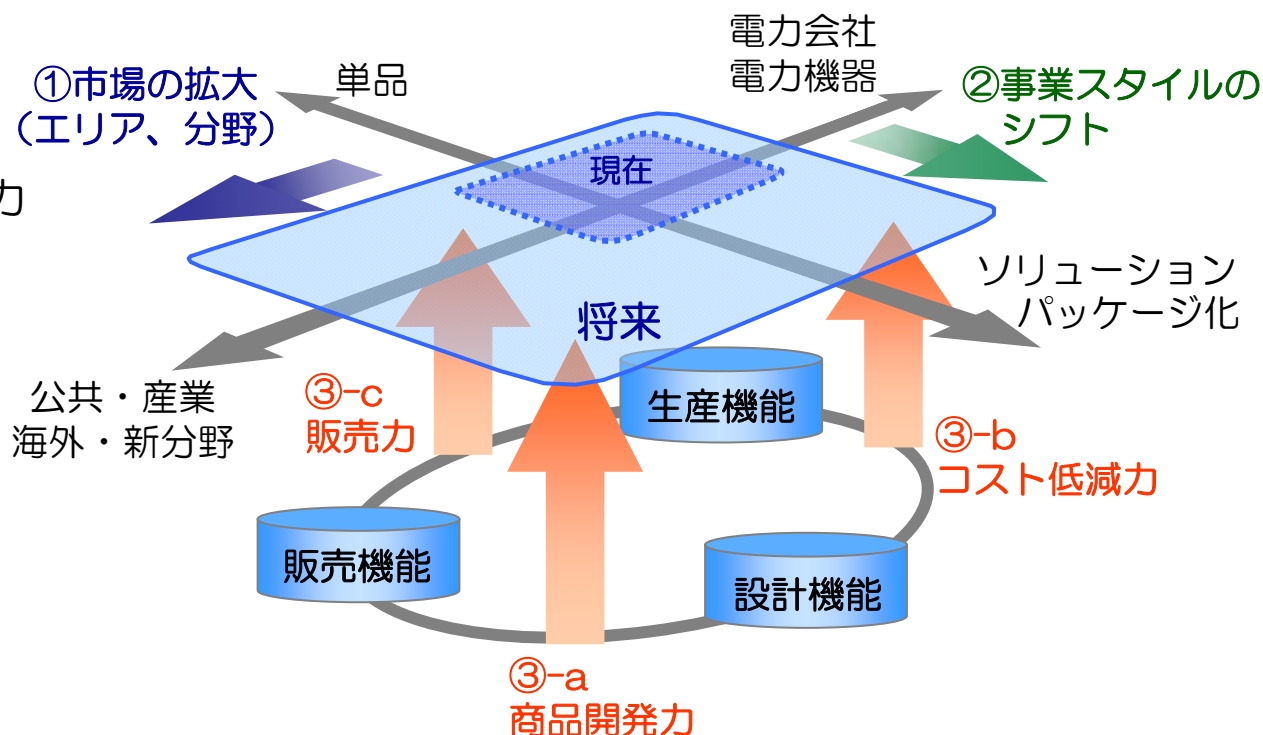 電力会社
電力機器
単品
①市場の拡大
（エリア、分野）
②事業スタイルの
シフト
現在
力
ソリューション
パッケージ化
将来
公共・産業
海外・新分野
③-c
販売力
生産機能
③-b
コスト低減力
販売機能
設計機能
③-a
商品開発力